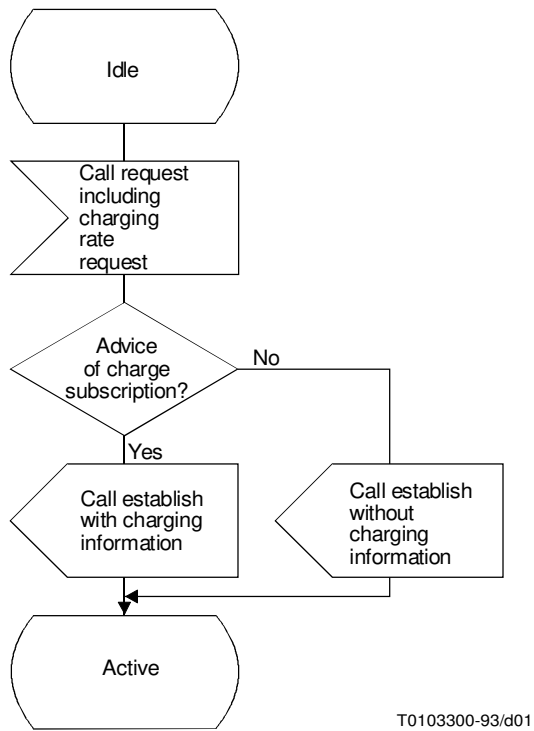 Idle
Call request
including
charging
rate
request
Advice
of charge
subscription?
No
Yes
Call establish
with charging
information
Call establish
without
charging
information
Active
T0103300-93/d01